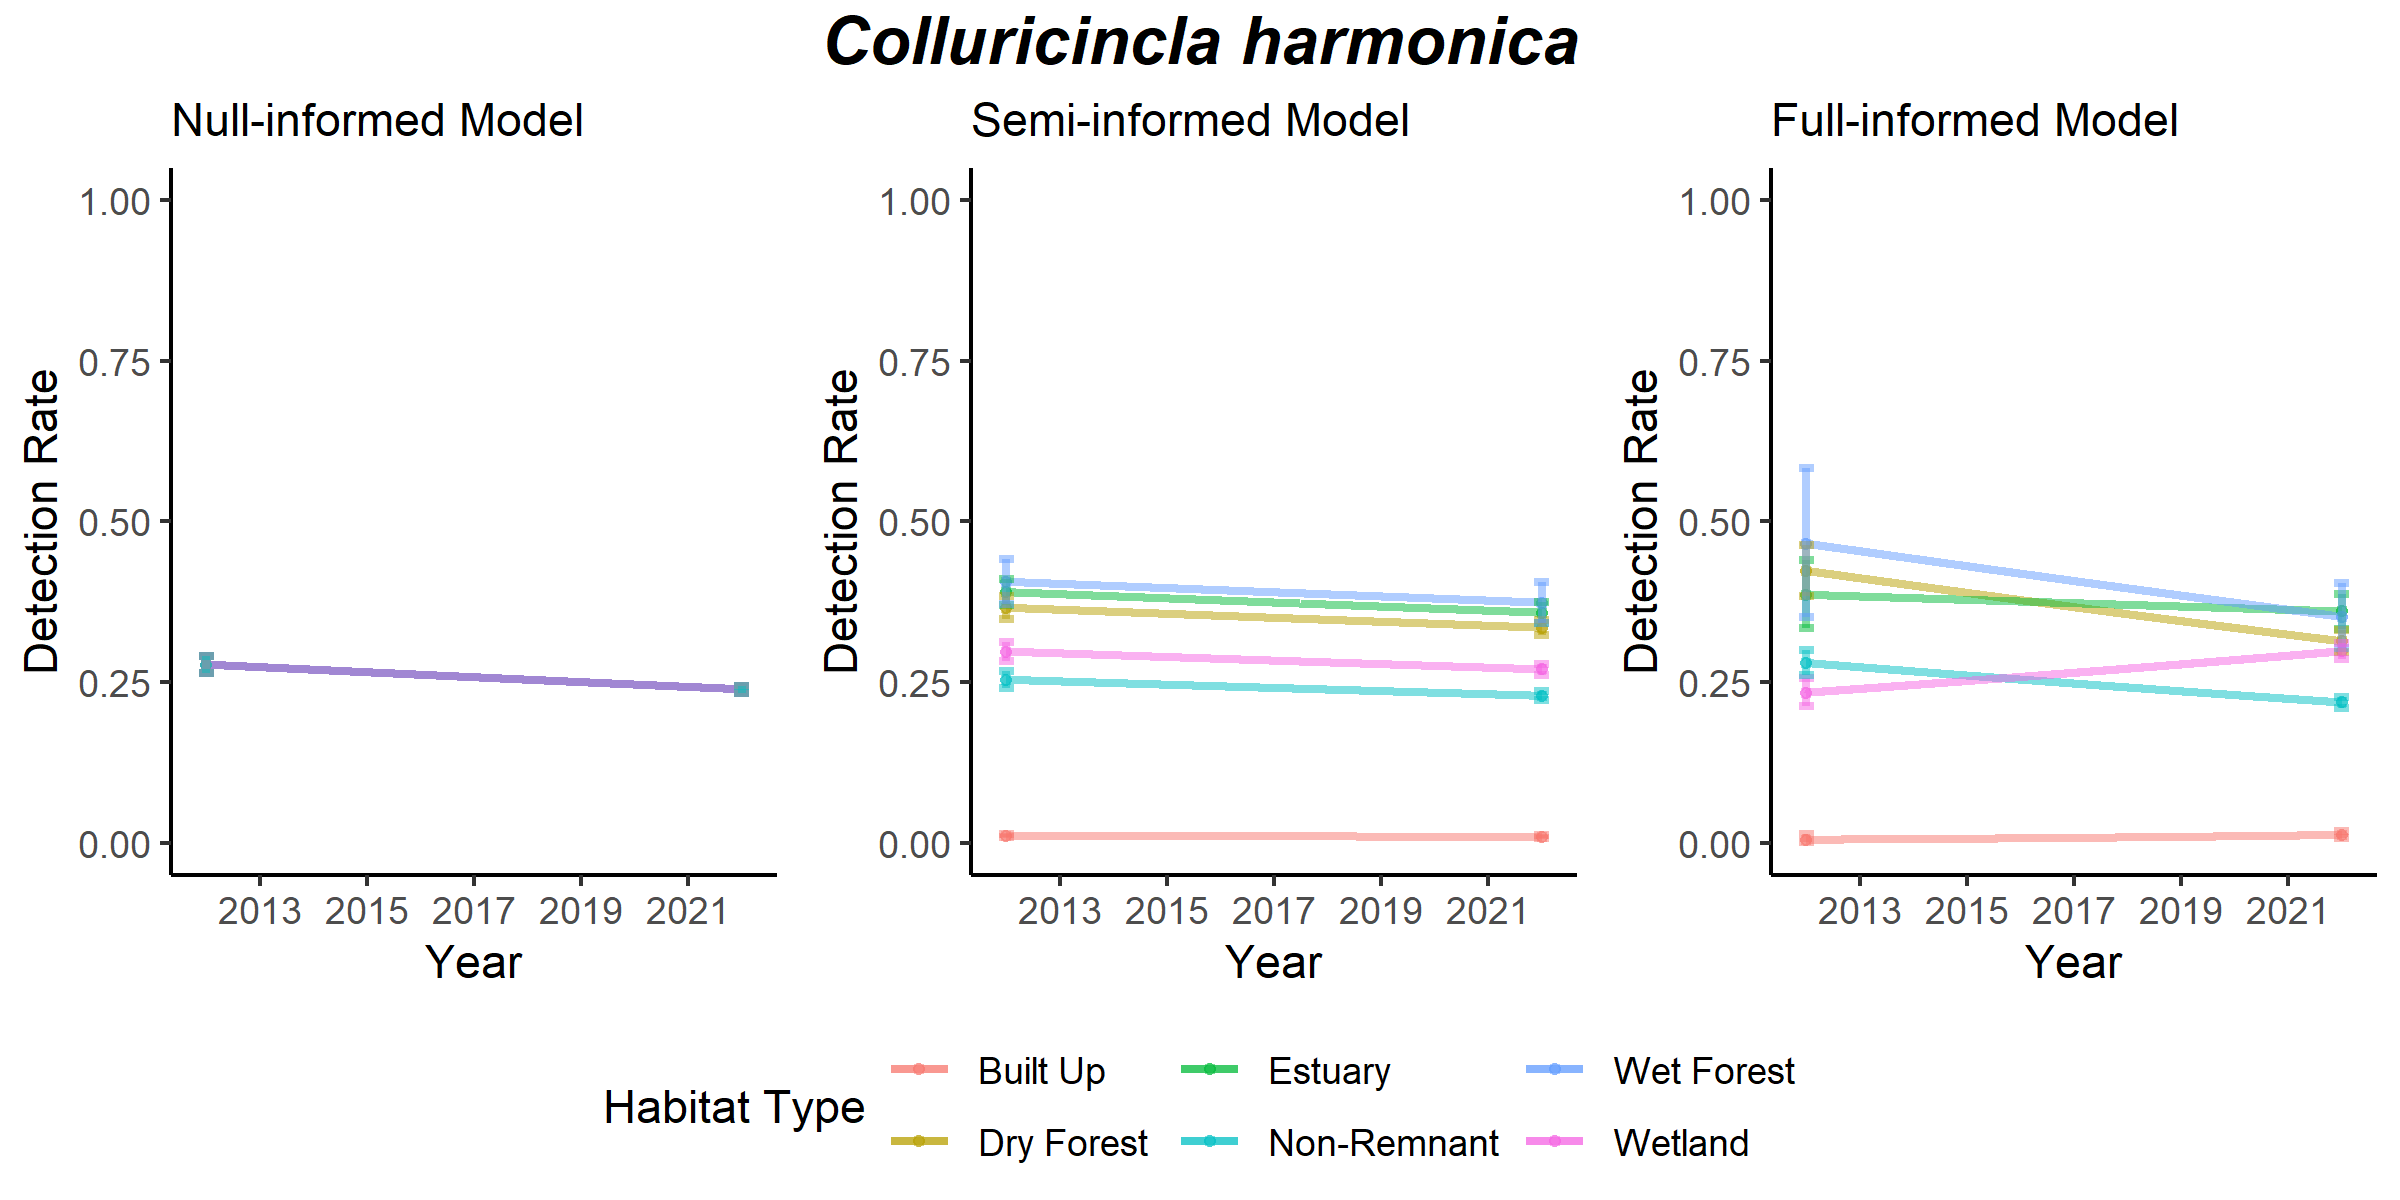 Colluricincla harmonica
Null-informed Model
Semi-informed Model
Full-informed Model
Detection Rate
1.00
0.75
0.50
0.25
0.00
2013 2015 2017 2019 2021
Year
Detection Rate
1.00
0.75
0.50
0.25
0.00
2013 2015 2017 2019 2021
Year
Detection Rate
1.00
0.75
0.50
0.25
0.00
2013 2015 2017 2019 2021
Year
Habitat Type
Built Up
Estuary
Wet Forest
Dry Forest
Non-Remnant
Wetland